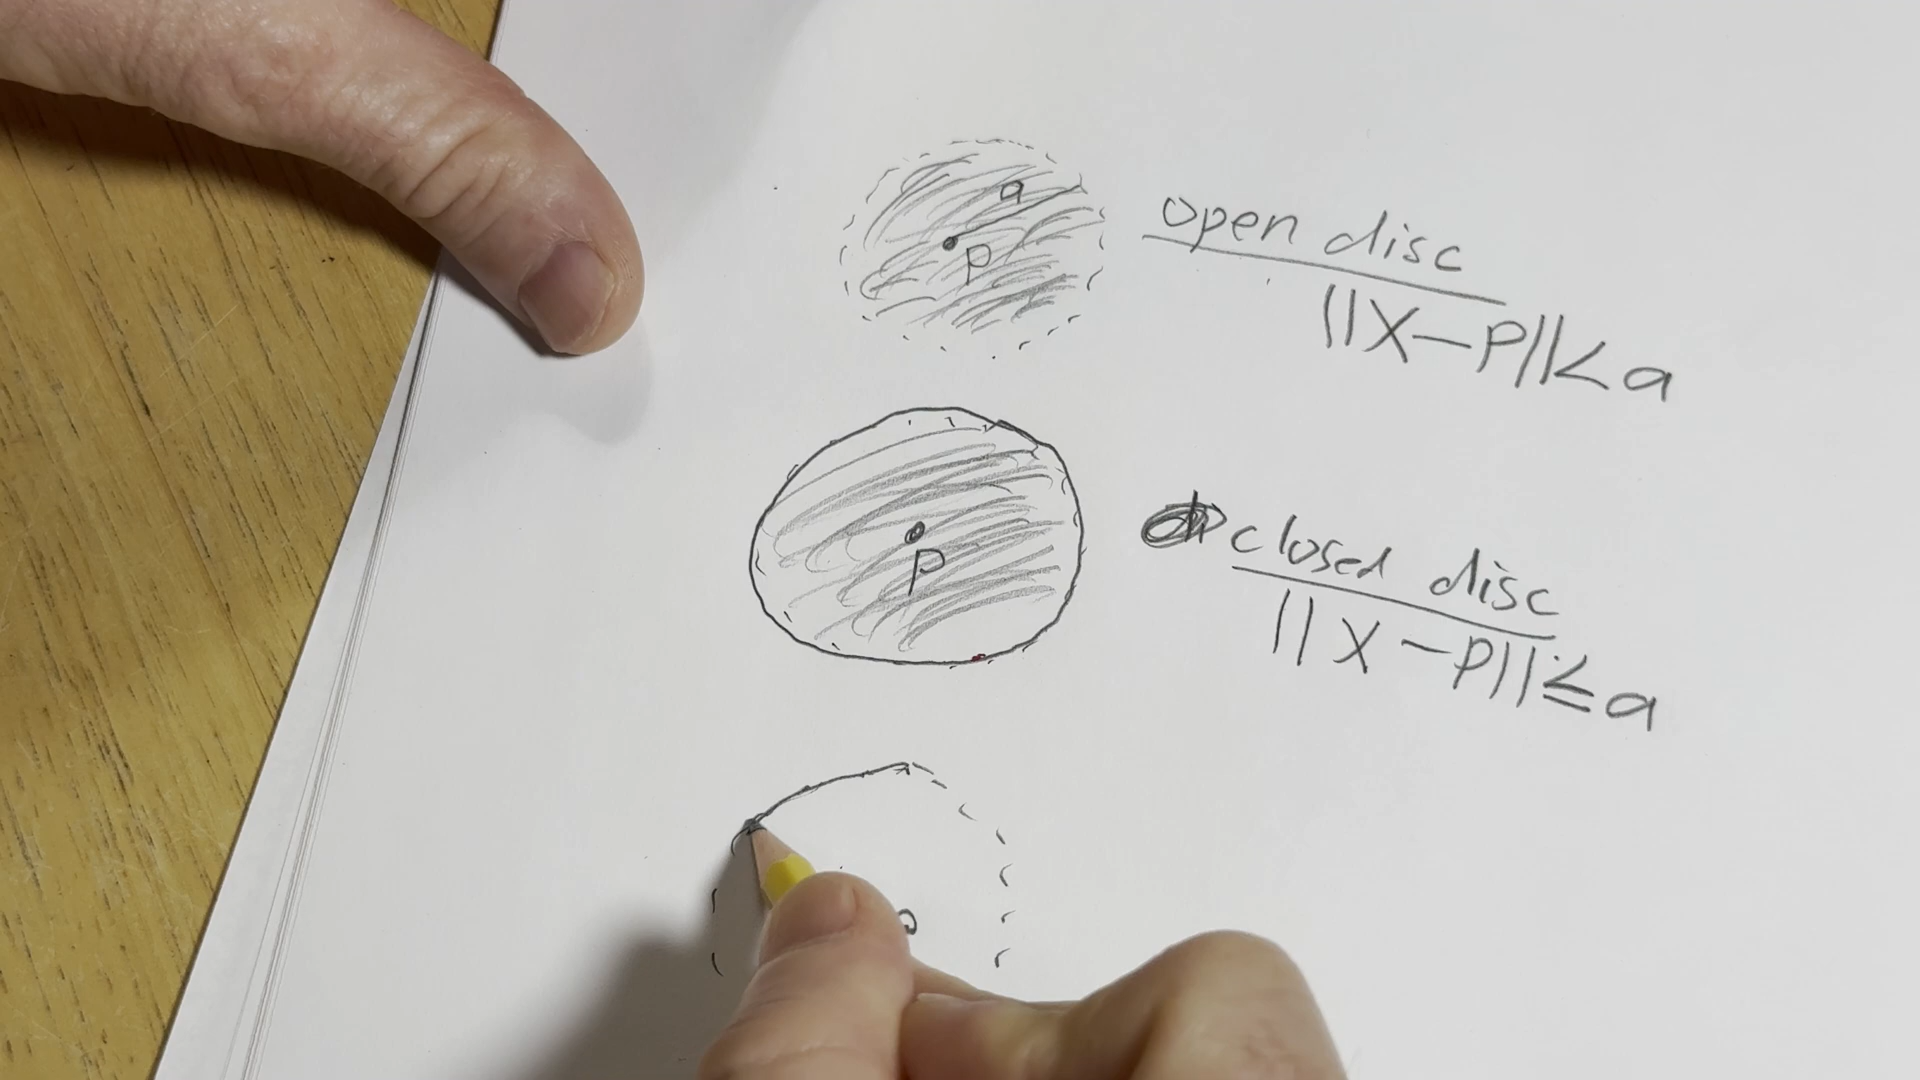 a
P
open disc
||X-P||<a
P
closed disc
||X-P||≤a